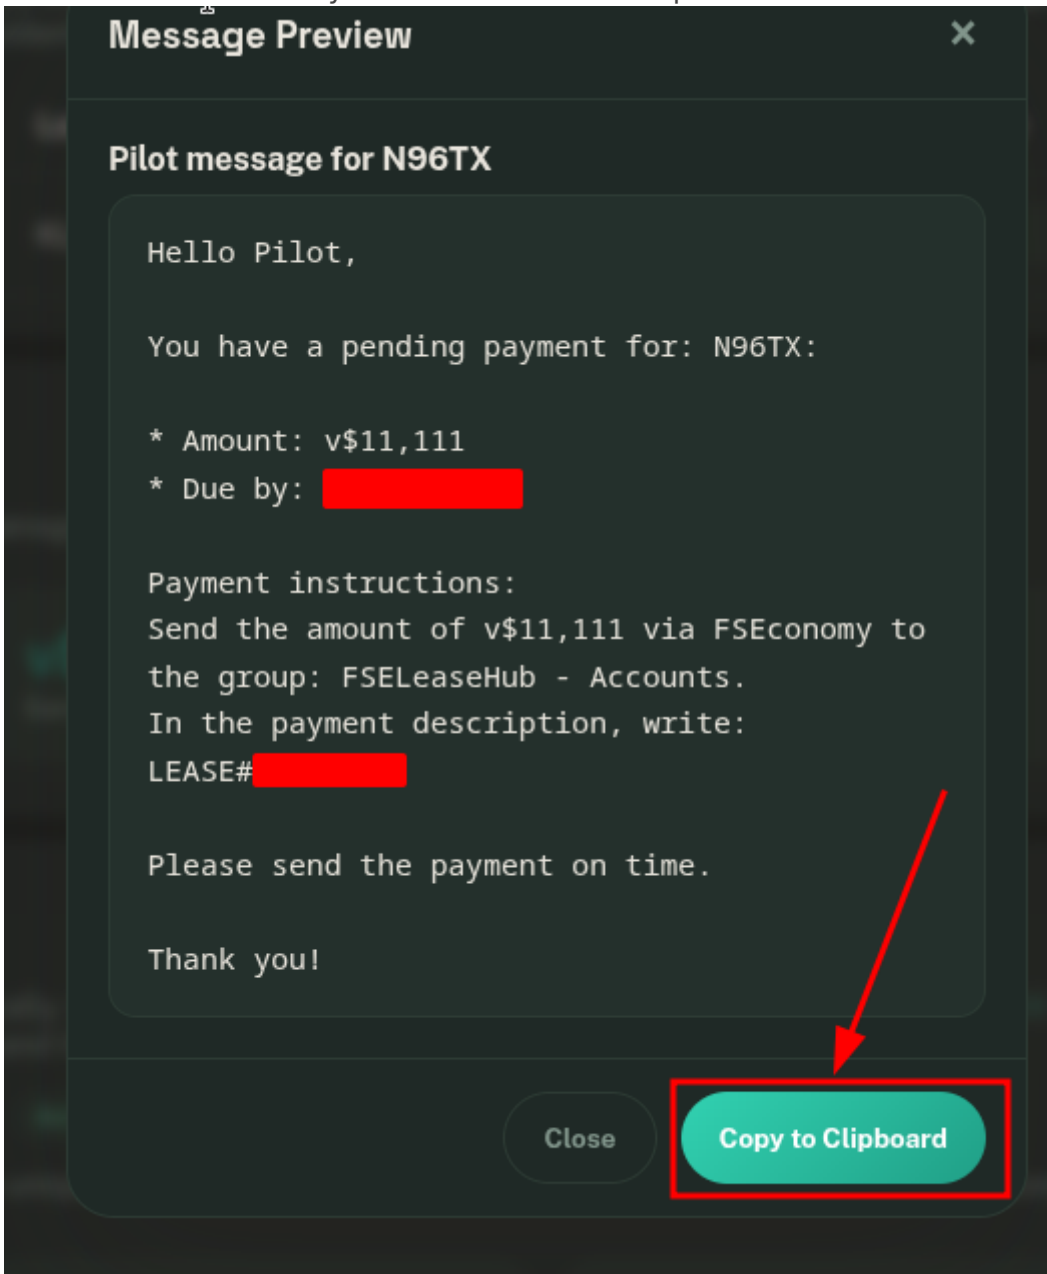 Message Preview
×
Pilot message for N96TX
Hello Pilot,
You have a pending payment for: N96TX:
* Amount: v$11,111
* Due by:
Payment instructions:
Send the amount of v$11,111 via FSEconomy to
the group: FSELeaseHub - Accounts.
In the payment description, write:
LEASE#
Please send the payment on time.
Thank you!
Close
Copy to Clipboard